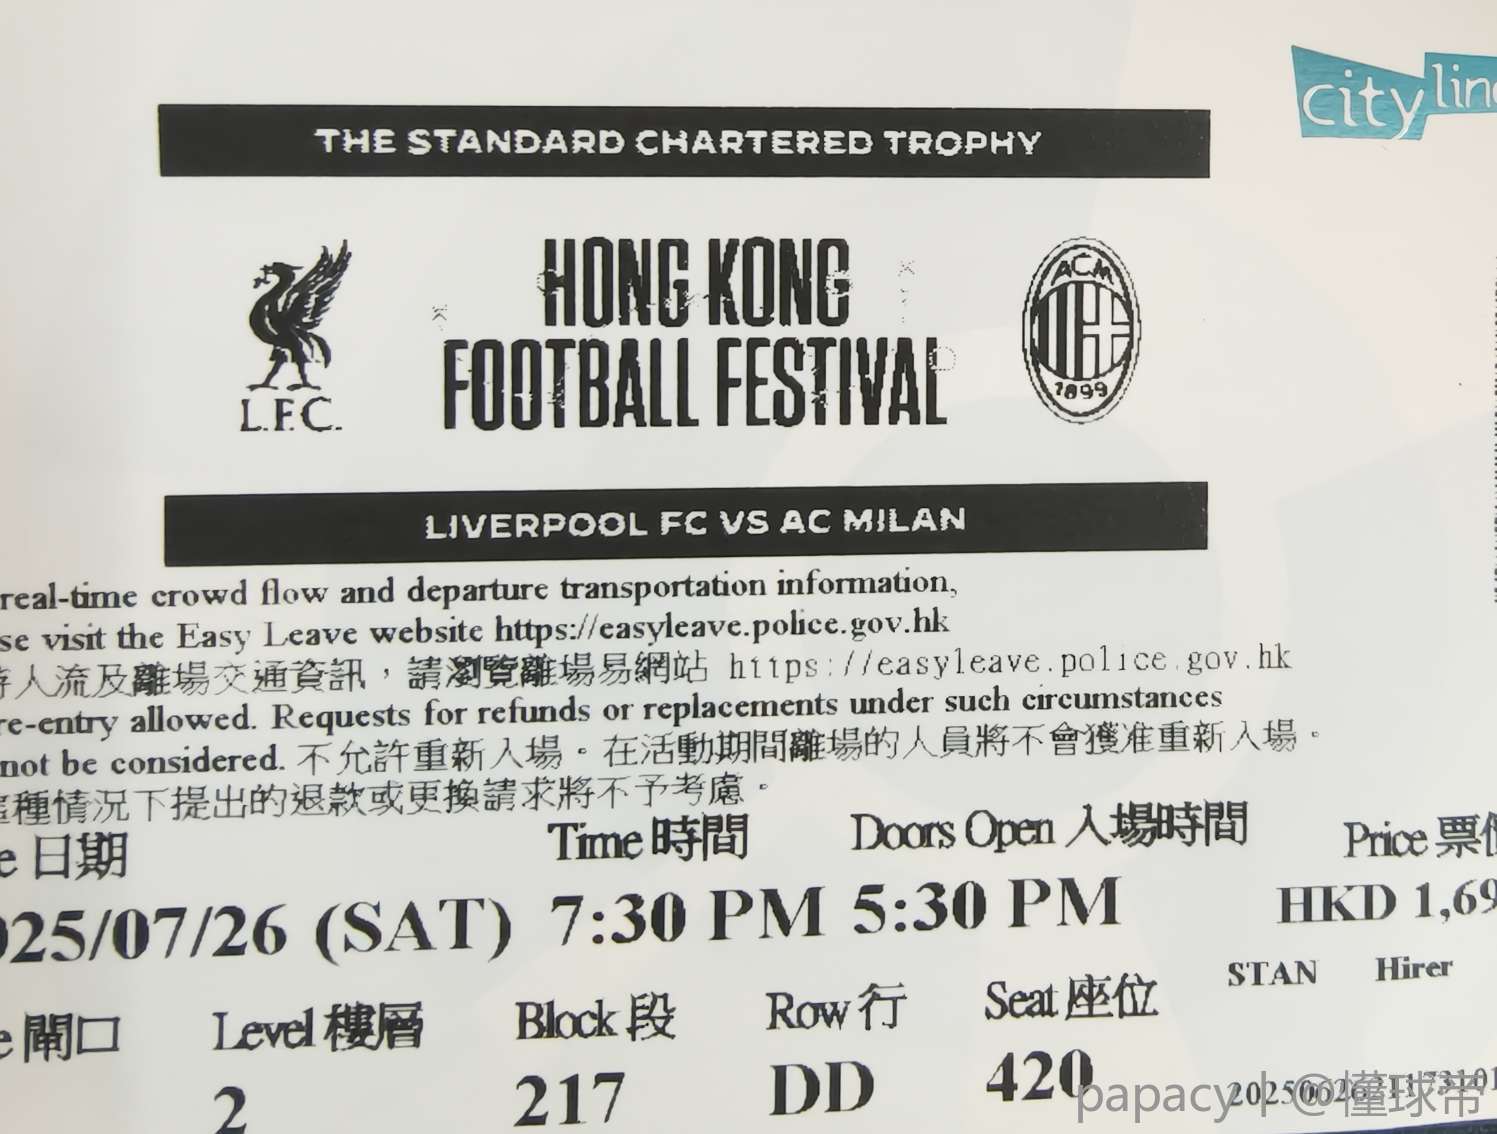 city line
THE STANDARD CHARTERED TROPHY
HONG KONG
FOOTBALL FESTIVAL
L.F.C.
ACM
1899
LIVERPOOL FC VS AC MILAN
real-time crowd flow and departure transportation information,
se visit the Easy Leave website https://easyleave.police.gov.hk
人流及離場交通資訊，請瀏覽離場易網站 https://easyleave.police.gov.hk
re-entry allowed. Requests for refunds or replacements under such circumstances
not be considered. 不允許重新入場。在活動期間離場的人員將不會獲准重新入場。
這種情況下提出的退款或更換請求將不予考慮。
e 日期 Time 時間 Doors Open 入場時間 Price 票價
025/07/26 (SAT) 7:30 PM 5:30 PM HKD 1,69
STAN Hirer
e 閘口 Level 樓層 Block 段 Row 行 Seat 座位
2 217 DD 420
papacy | @懂球帝